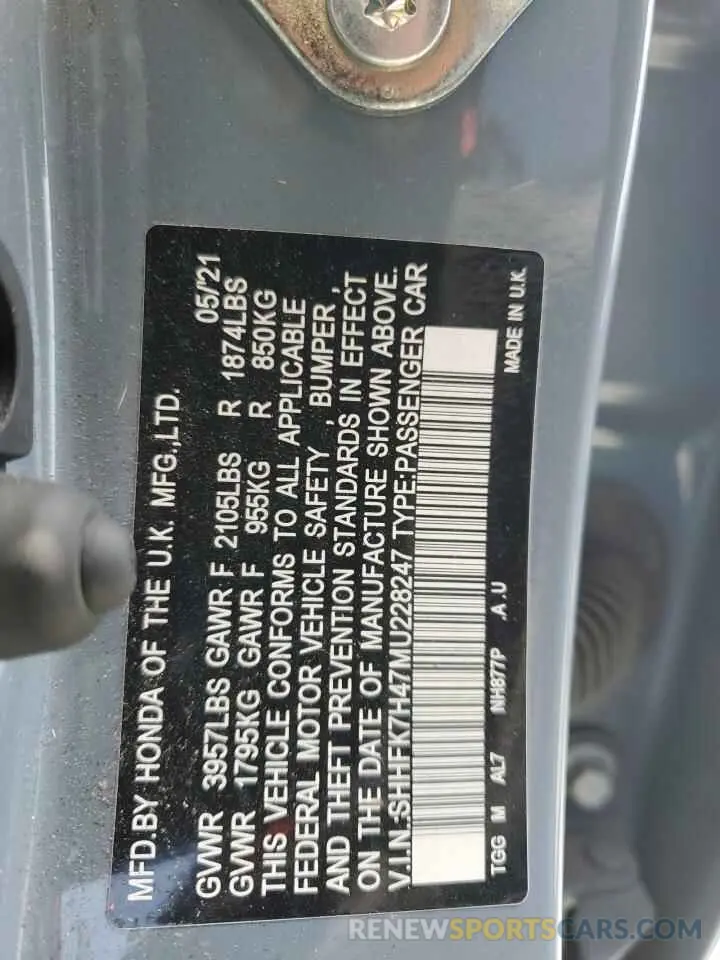 MFD.BY HONDA OF THE U.K. MFG.,LTD.
05/'21
GVWR 3957LBS GAWR F 2105LBS R 1874LBS
GVWR 1795KG GAWR F 955KG R 850KG
THIS VEHICLE CONFORMS TO ALL APPLICABLE
FEDERAL MOTOR VEHICLE SAFETY , BUMPER ,
AND THEFT PREVENTION STANDARDS IN EFFECT
ON THE DATE OF MANUFACTURE SHOWN ABOVE.
V.I.N.:SHHFK7H47MU228247 TYPE:PASSENGER CAR
TGG M AL7 NH877P .A .U MADE IN U.K.
RENEWSPORTSCARS.COM